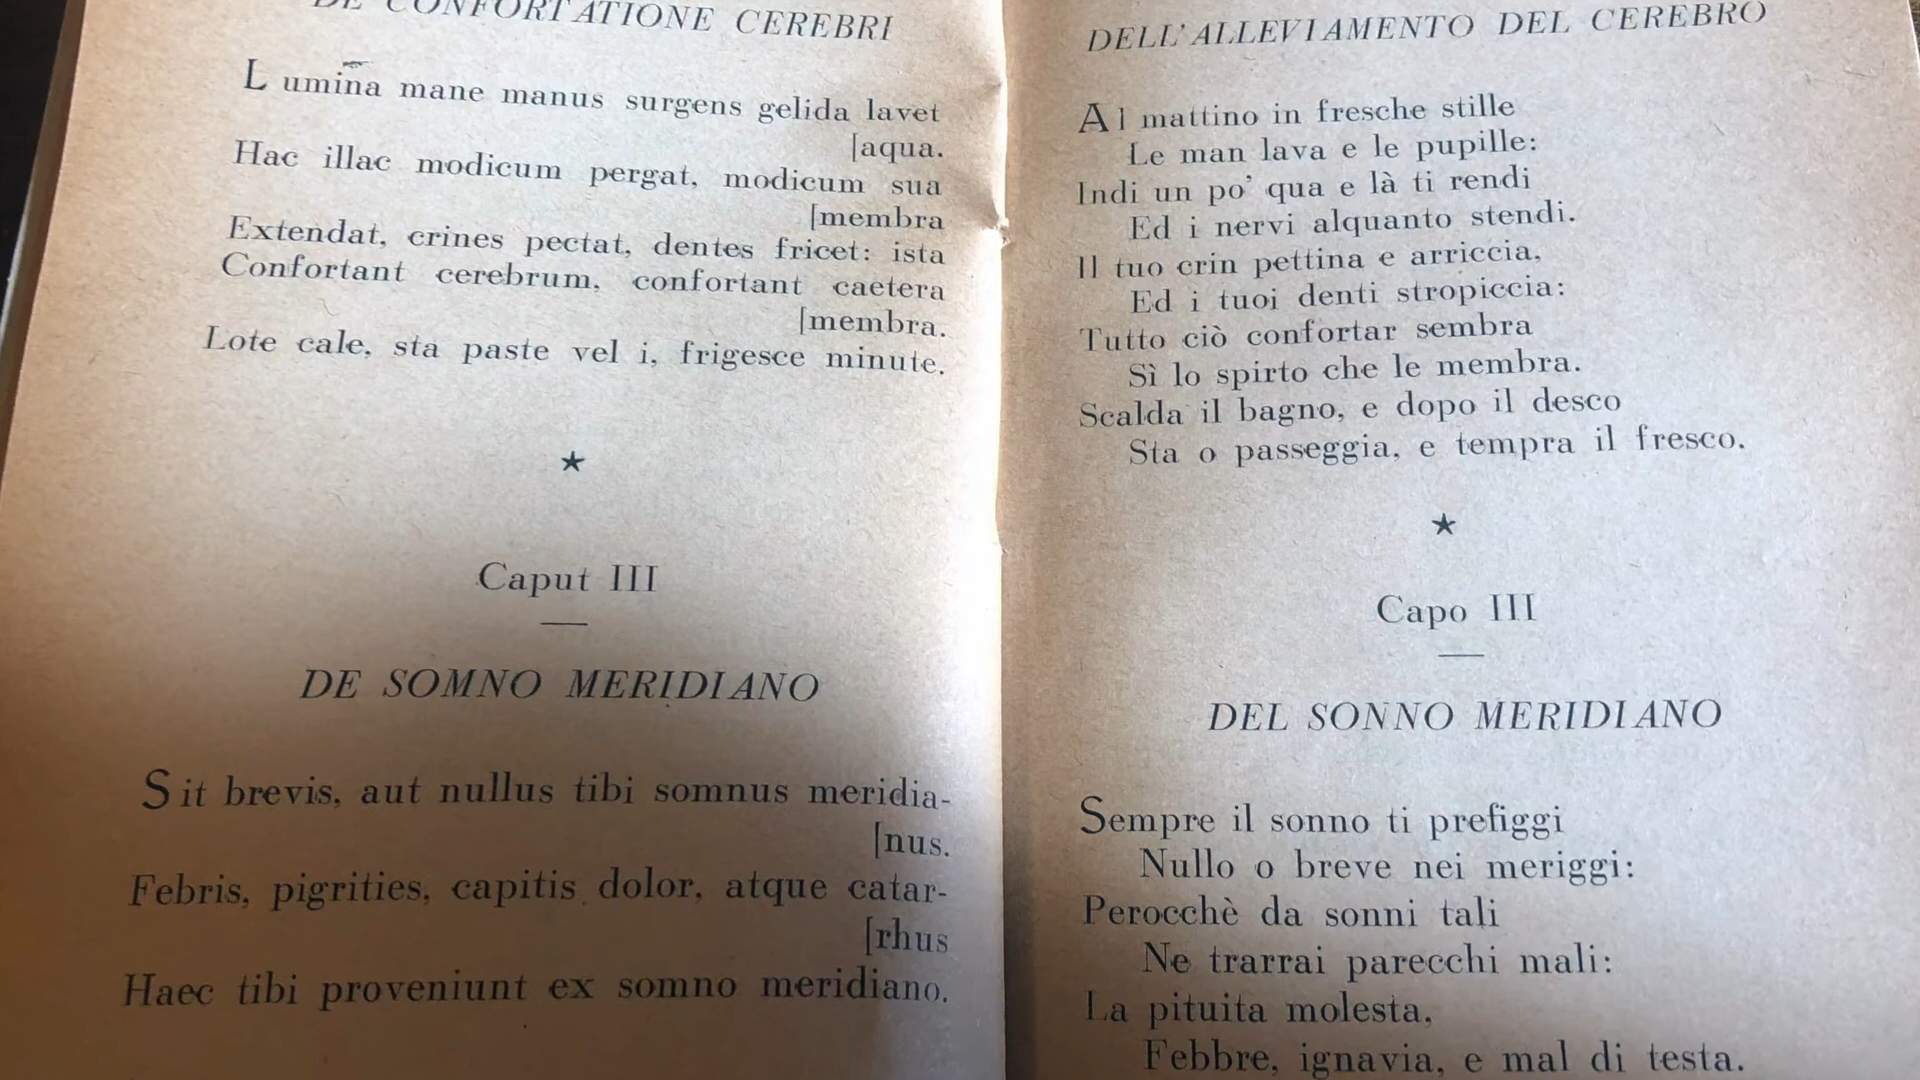 DE CONFORTATIONE CEREBRI
Lumina mane manus surgens gelida lavet
[aqua.
Hac illac modicum pergat, modicum sua
[membra
Extendat, crines pectat, dentes fricet: ista
Confortant cerebrum, confortant caetera
[membra.
Lote cale, sta paste vel i, frigesce minute.
★
Caput III
DE SOMNO MERIDIANO
Sit brevis, aut nullus tibi somnus meridia-
[nus.
Febris, pigrities, capitis dolor, atque catar-
[rhus
Haec tibi proveniunt ex somno meridiano.
DELL'ALLEVIAMENTO DEL CEREBRO
Al mattino in fresche stille
Le man lava e le pupille:
Indi un po' qua e là ti rendi
Ed i nervi alquanto stendi.
Il tuo crin pettina e arriccia,
Ed i tuoi denti stropiccia:
Tutto ciò confortar sembra
Sì lo spirto che le membra.
Scalda il bagno, e dopo il desco
Sta o passeggia, e tempra il fresco.
★
Capo III
DEL SONNO MERIDIANO
Sempre il sonno ti prefiggi
Nullo o breve nei meriggi:
Perocchè da sonni tali
Ne trarrai parecchi mali:
La pituita molesta,
Febbre, ignavia, e mal di testa.